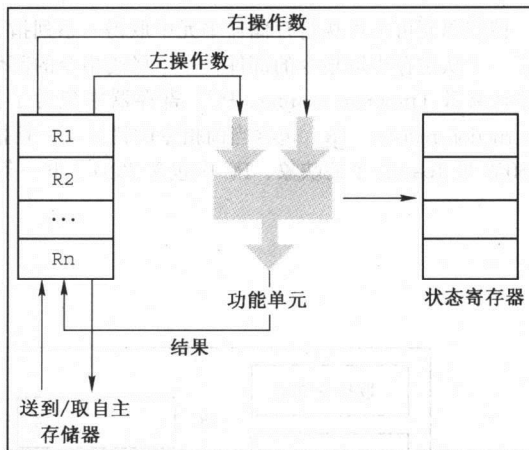 右操作数
左操作数
R1
R2
...
Rn
功能单元
状态寄存器
结果
送到/取自主
存储器